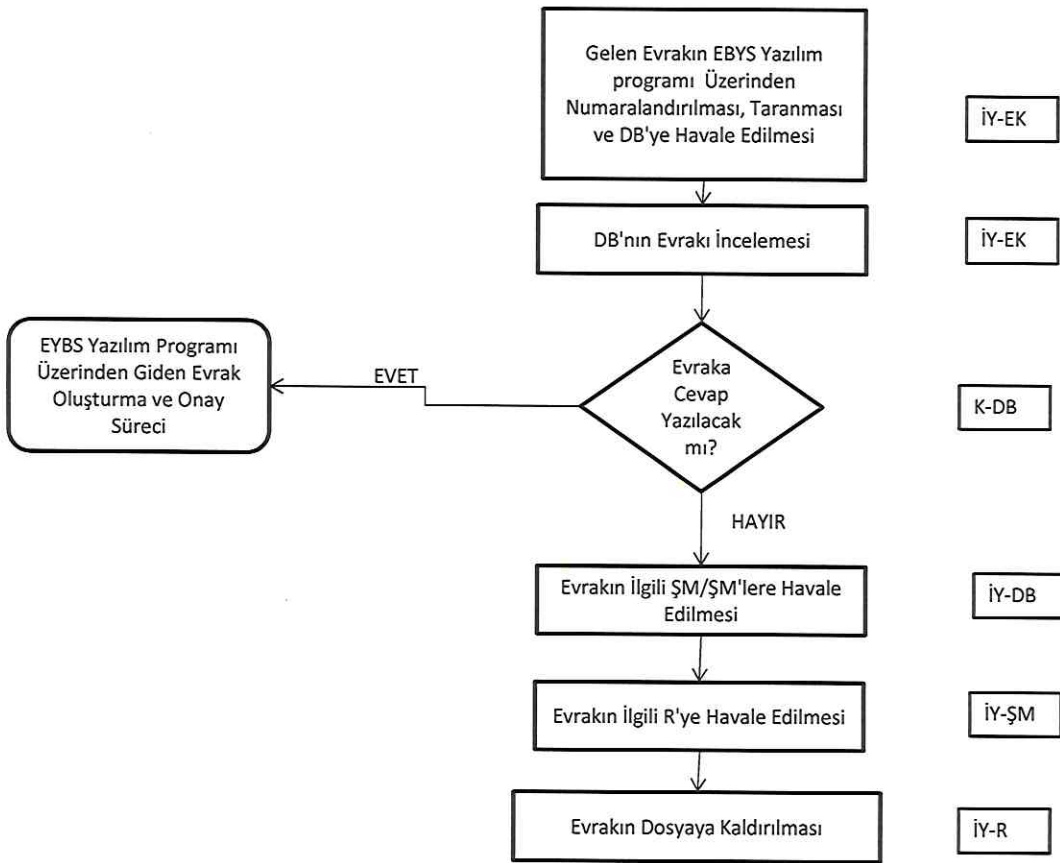 Gelen Evrakın EBYS Yazılım
programı Üzerinden
Numaralandırılması, Taranması
ve DB'ye Havale Edilmesi
İY-EK
DB'nın Evrakı İncelemesi
İY-EK
EYBS Yazılım Programı
Üzerinden Giden Evrak
Oluşturma ve Onay
Süreci
EVET
Evraka
Cevap
Yazılacak
mı?
K-DB
HAYIR
Evrakın İlgili ŞM/ŞM'lere Havale
Edilmesi
İY-DB
Evrakın İlgili R'ye Havale Edilmesi
İY-ŞM
Evrakın Dosyaya Kaldırılması
İY-R